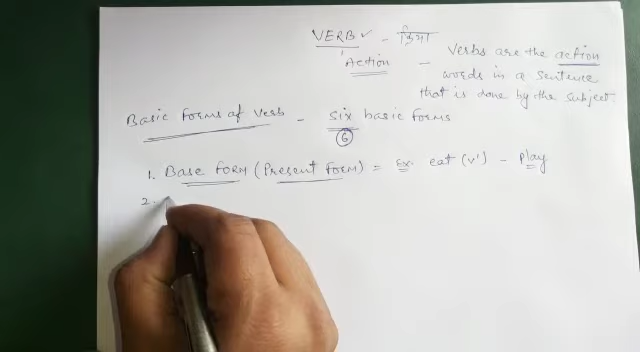 VERB✓ - क्रिया
Action - Verbs are the action
words in a sentence
that is done by the subject.
Basic forms of Verb - six basic forms
6
1. Base FORM (Present FORM) = Ex. eat (v') - Play
2.